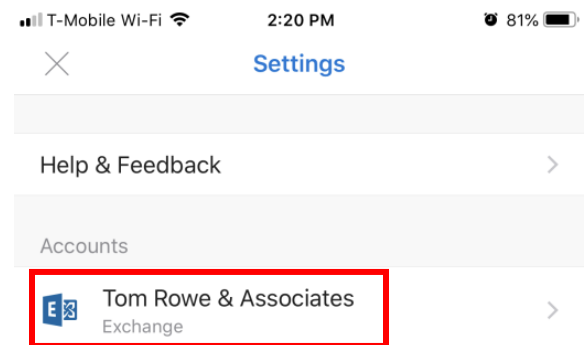 T-Mobile Wi-Fi 2:20 PM 81%
Settings
Help & Feedback
Accounts
E Tom Rowe & Associates
Exchange